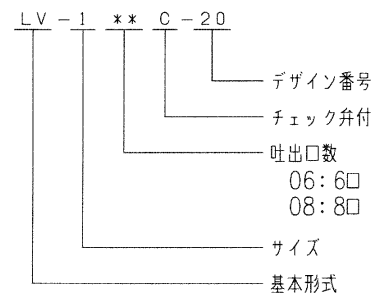 LV-1**C-20
デザイン番号
チェック弁付
吐出口数
06:6口
08:8口
サイズ
基本形式